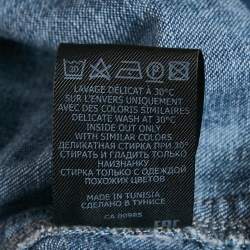 LAVAGE DÉLICAT À 30°C
SUR L'ENVERS UNIQUEMENT
AVEC DES COLORIS SIMILAIRES
DELICATE WASH AT 30°C
INSIDE OUT ONLY
WITH SIMILAR COLORS
ДЕЛИКАТНАЯ СТИРКА ПРИ 30°
СТИРАТЬ И ГЛАДИТЬ ТОЛЬКО
НАИЗНАНКУ
СТИРКА ТОЛЬКО С ОДЕЖДОЙ
ПОХОЖИХ ЦВЕТОВ
MADE IN TUNISIA
СДЕЛАНО В ТУНИСЕ